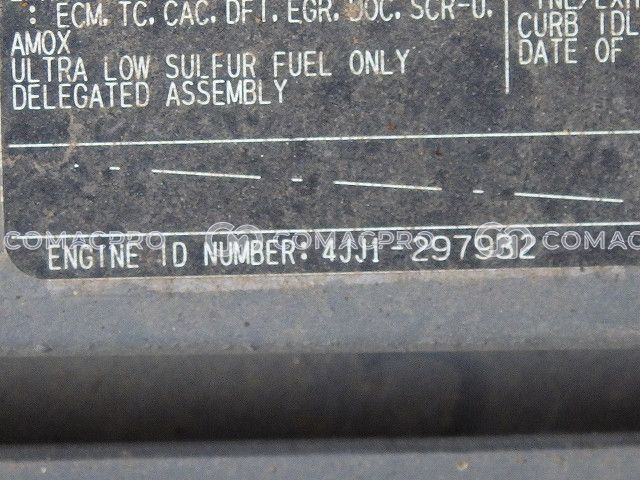 : ECM, TC, CAC, DFI, EGR, DOC, SCR-U,
AMOX
ULTRA LOW SULFUR FUEL ONLY
DELEGATED ASSEMBLY
CURB IDL
DATE OF
COMACPRO COMACPRO COMACP
ENGINE ID NUMBER: 4JJ1 297932